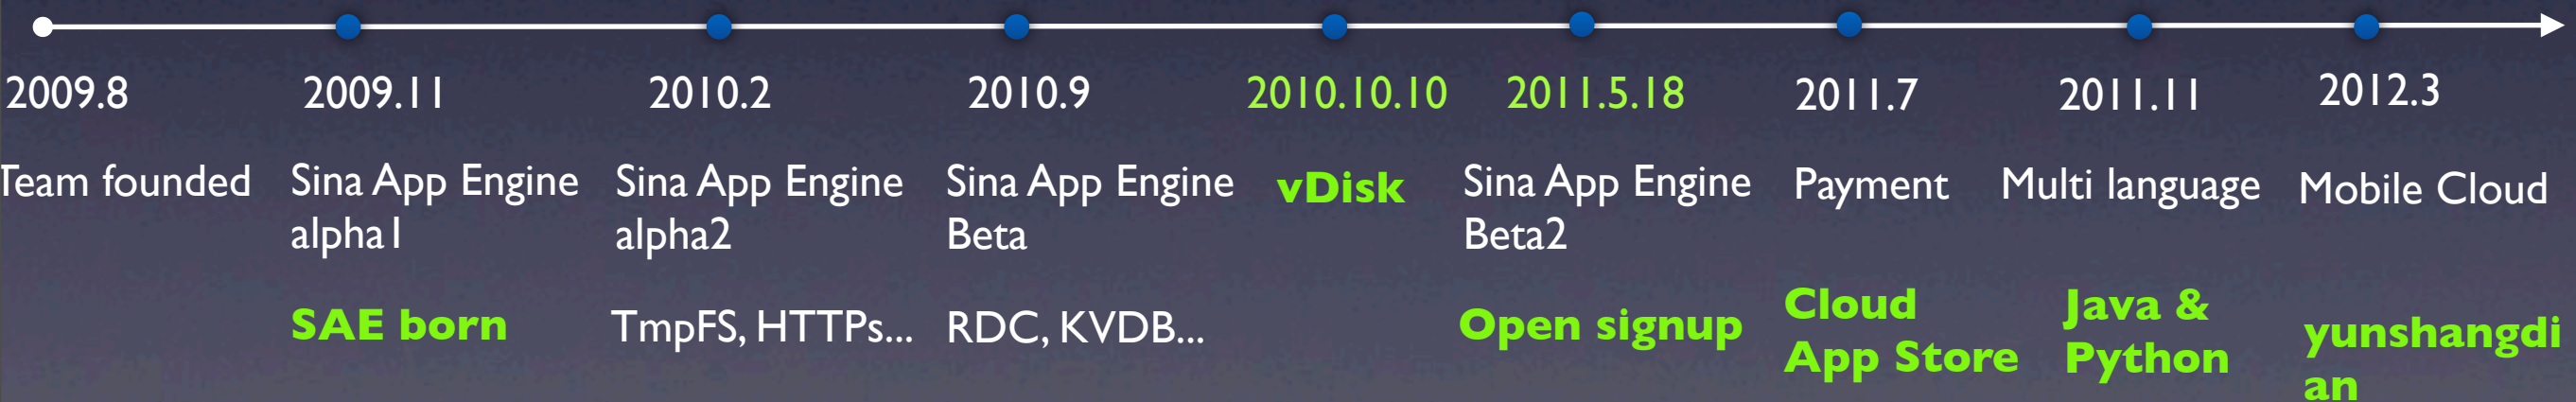 2009.8
2009.11
2010.2
2010.9
2010.10.10
2011.5.18
2011.7
2011.11
2012.3
Team founded
Sina App Engine
alpha1
Sina App Engine
alpha2
Sina App Engine
Beta
vDisk
Sina App Engine
Beta2
Payment
Multi language
Mobile Cloud
SAE born
TmpFS, HTTPs...
RDC, KVDB...
Open signup
Cloud
App Store
Java &
Python
yunshangdi
an